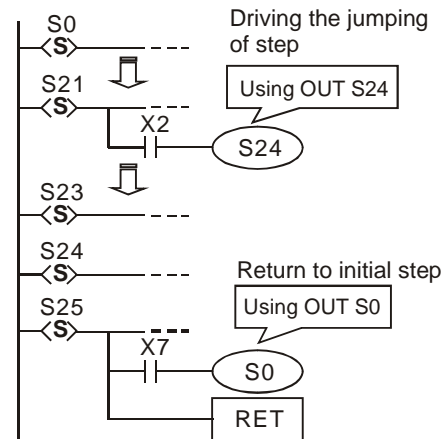 S0
Driving the jumping
of step
S
S21
Using OUT S24
S
X2
S24
S23
S
S24
S
Return to initial step
S25
Using OUT S0
S
X7
S0
RET